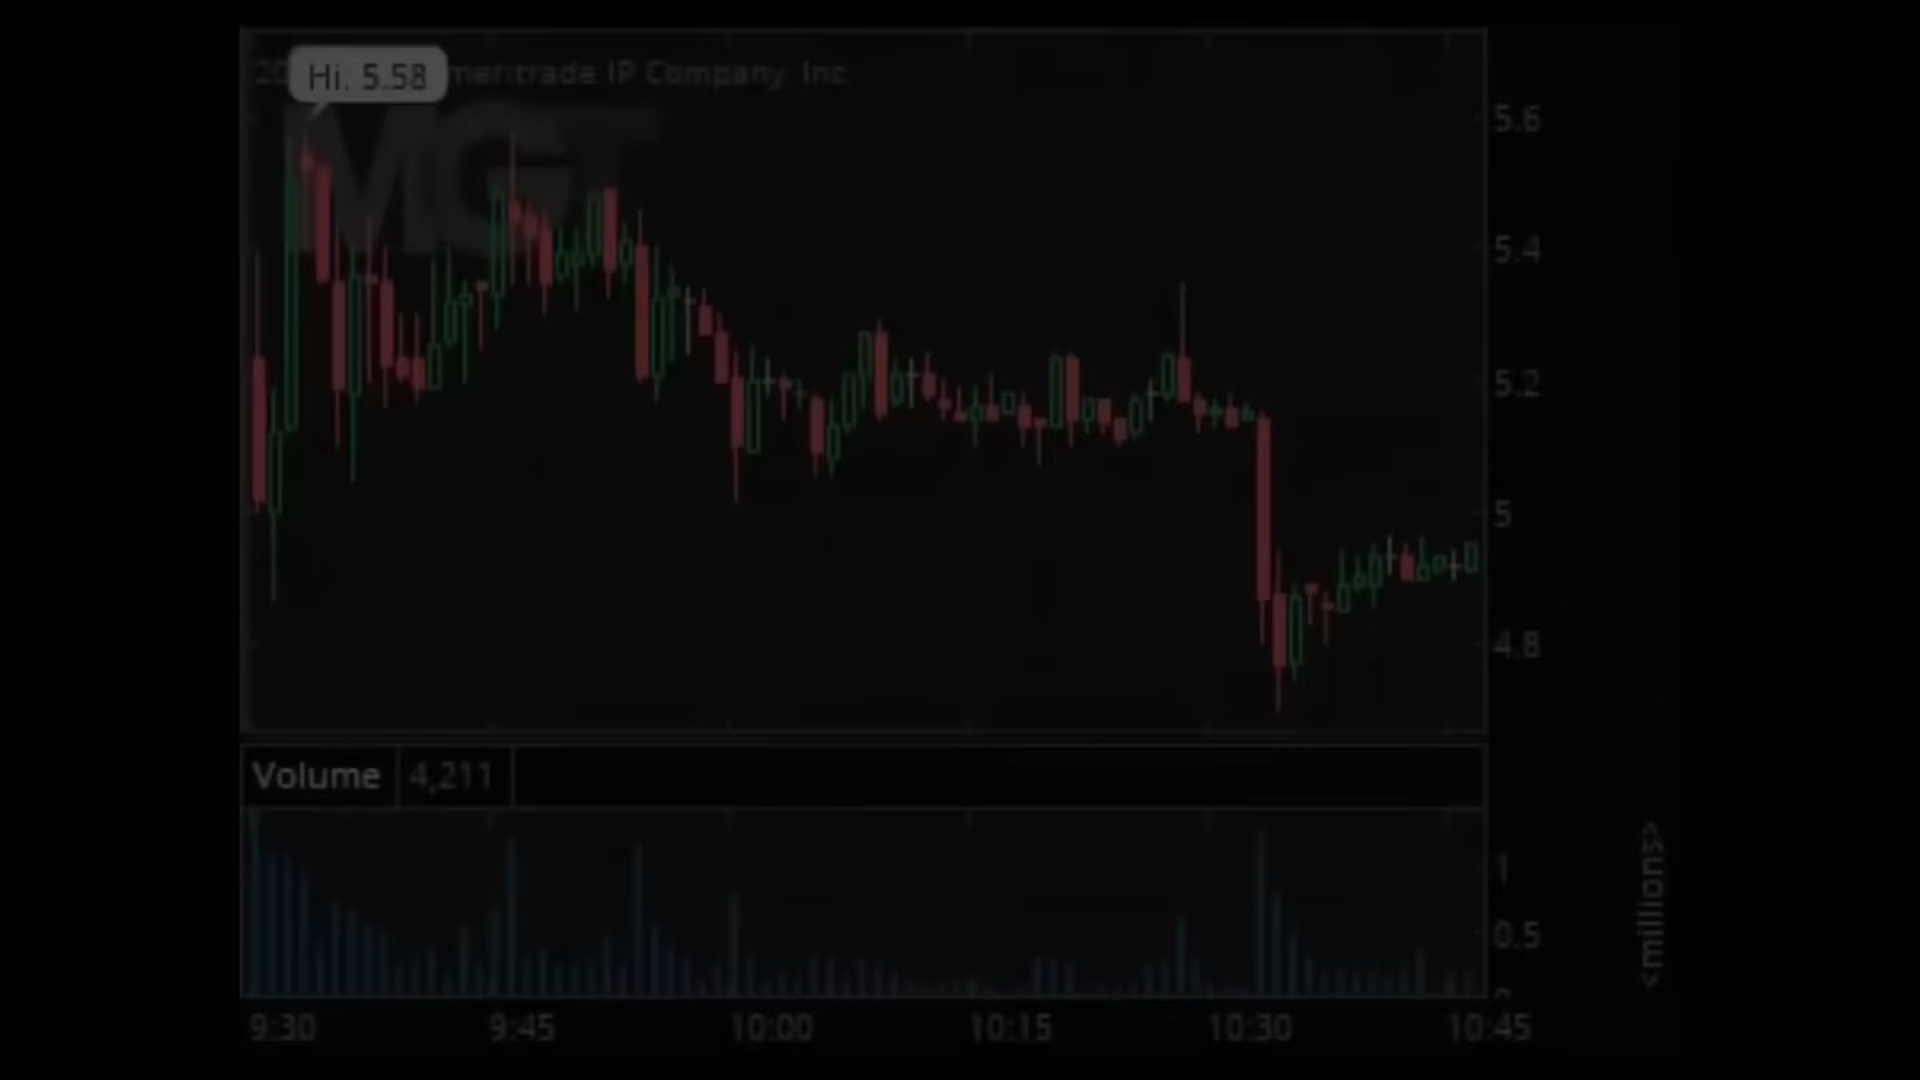 Hi: 5.58
meritrade IP Company, Inc
MGT
5.6
5.4
5.2
5
4.8
Volume 4,211
1
0.5
<millions>
9:30 9:45 10:00 10:15 10:30 10:45